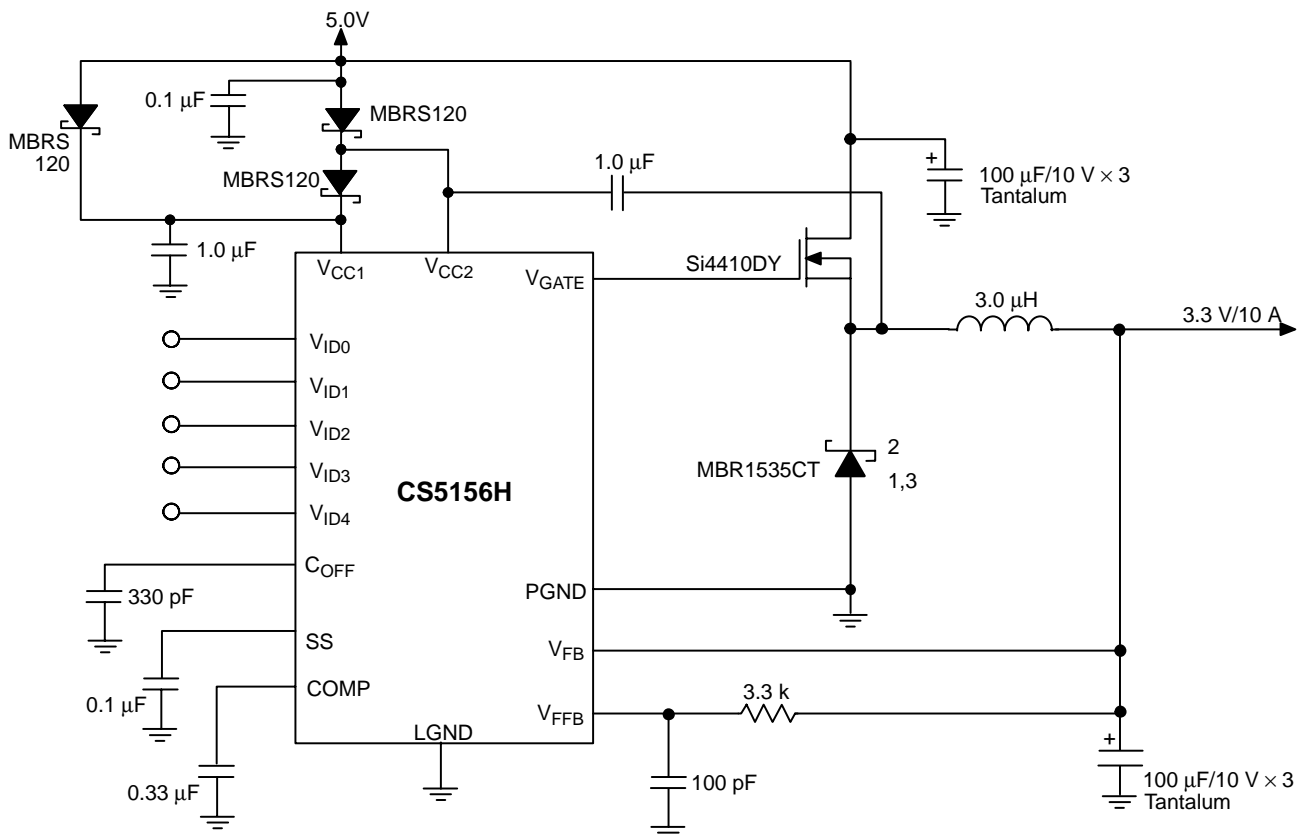 5.0V
0.1 μF
MBRS120
MBRS
120
MBRS120
1.0 μF
100 μF/10 V × 3
Tantalum
1.0 μF
VCC1
VCC2
VGATE
Si4410DY
3.0 μH
3.3 V/10 A
VID0
VID1
VID2
VID3
VID4
CS5156H
MBR1535CT
2
1,3
COFF
330 pF
PGND
SS
VFB
0.1 μF
COMP
3.3 k
VFFB
LGND
0.33 μF
100 pF
100 μF/10 V × 3
Tantalum
+
+